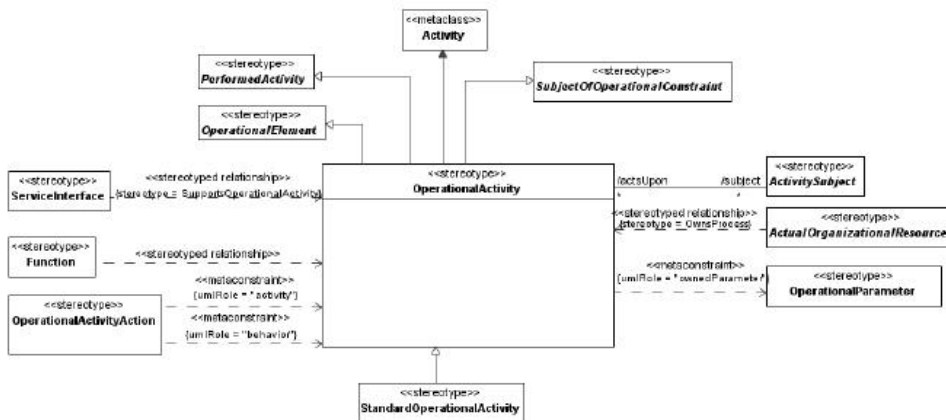 <<metaclass>>
Activity
<<stereotype>>
PerformedActivity
<<stereotype>>
SubjectOfOperationalConstraint
<<stereotype>>
OperationalElement
<<stereotype>>
OperationalActivity
<<stereotype>>
ServiceInterface
<<stereotyped relationship>>
{stereotype = SupportsOperationalActivity}
/actsUpon
/subject
*
*
<<stereotype>>
ActivitySubject
<<stereotyped relationship>>
{stereotype = OwnsProcess}
<<stereotype>>
ActualOrganizationalResource
<<stereotype>>
Function
<<stereotyped relationship>>
<<metaconstraint>>
{umlRole = "ownedParameter"}
<<stereotype>>
OperationalParameter
<<stereotype>>
OperationalActivityAction
<<metaconstraint>>
{umlRole = "activity"}
<<metaconstraint>>
{umlRole = "behavior"}
<<stereotype>>
StandardOperationalActivity